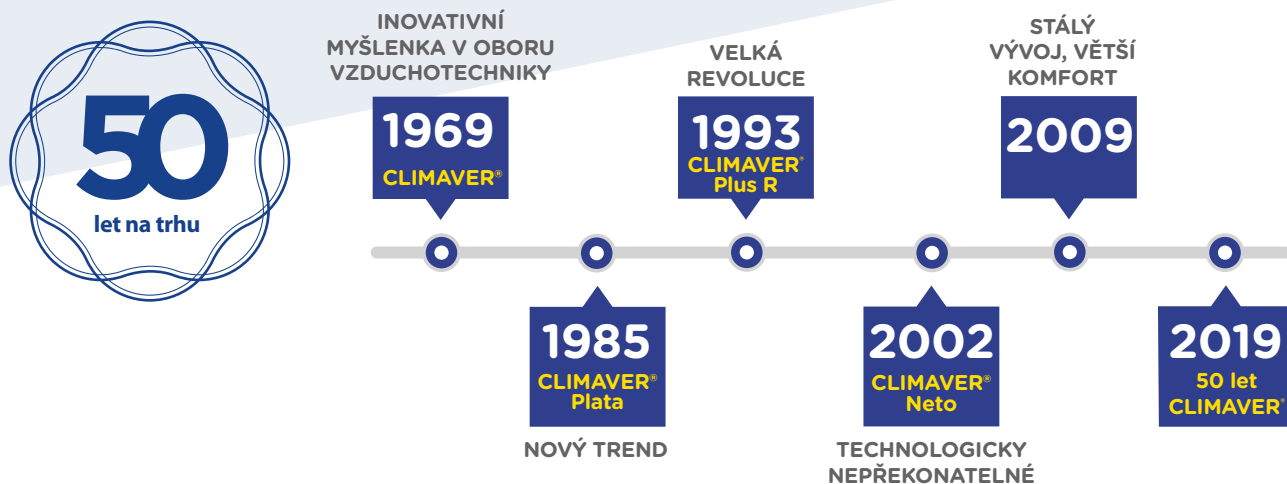 50
let na trhu
INOVATIVNÍ
MYŠLENKA V OBORU
VZDUCHOTECHNIKY
1969
CLIMAVER®
1985
CLIMAVER®
Plata
NOVÝ TREND
VELKÁ
REVOLUCE
1993
CLIMAVER®
Plus R
2002
CLIMAVER®
Neto
TECHNOLOGICKY
NEPŘEKONATELNÉ
STÁLÝ
VÝVOJ, VĚTŠÍ
KOMFORT
2009
2019
50 let
CLIMAVER®